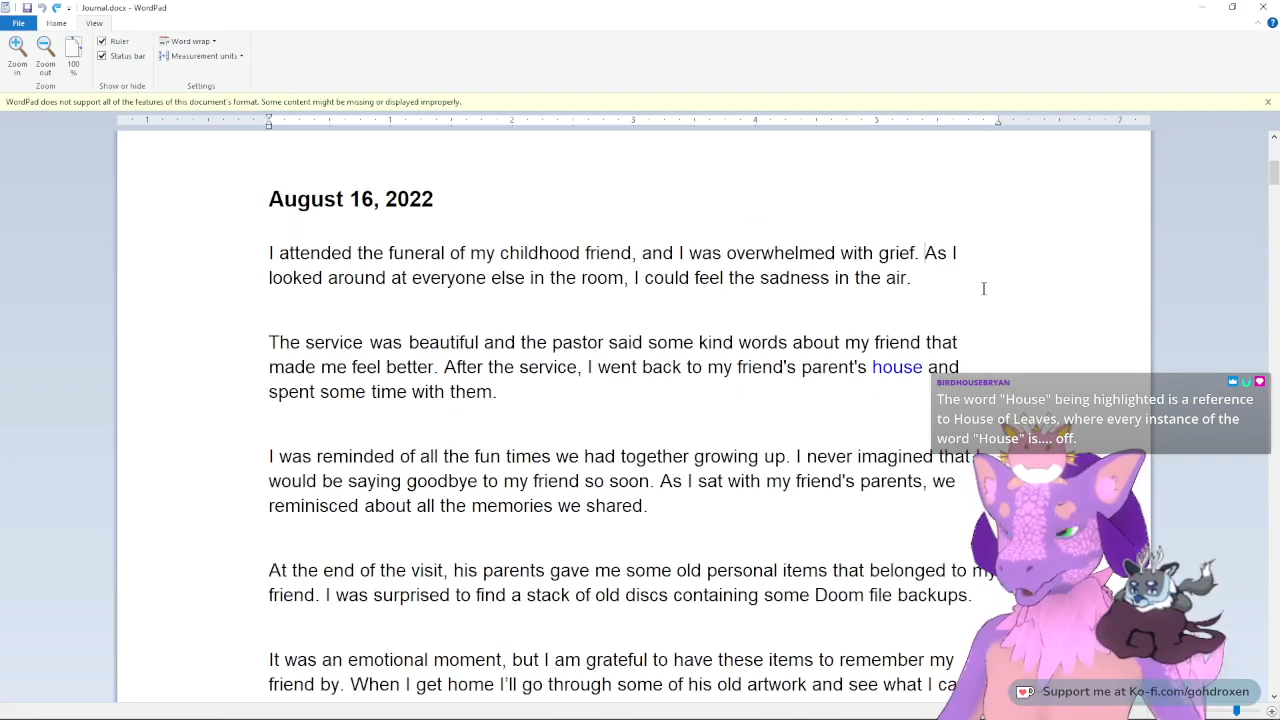 Journal.docx - WordPad
File
Home
View
Zoom in
Zoom out
100 %
Ruler
Status bar
Word wrap
Measurement units
Zoom
Show or hide
Settings
WordPad does not support all of the features of this document's format. Some content might be missing or displayed improperly.
1 1 2 3 4 5 7
August 16, 2022
I attended the funeral of my childhood friend, and I was overwhelmed with grief. As I
looked around at everyone else in the room, I could feel the sadness in the air.
The service was beautiful and the pastor said some kind words about my friend that
made me feel better. After the service, I went back to my friend's parent's house and
spent some time with them.
BIRDHOUSEBRYAN
The word "House" being highlighted is a reference
to House of Leaves, where every instance of the
word "House" is.... off.
I was reminded of all the fun times we had together growing up. I never imagined that I
would be saying goodbye to my friend so soon. As I sat with my friend's parents, we
reminisced about all the memories we shared.
At the end of the visit, his parents gave me some old personal items that belonged to my
friend. I was surprised to find a stack of old discs containing some Doom file backups.
It was an emotional moment, but I am grateful to have these items to remember my
friend by. When I get home I'll go through some of his old artwork and see what I ca
Support me at Ko-fi.com/gohdroxen